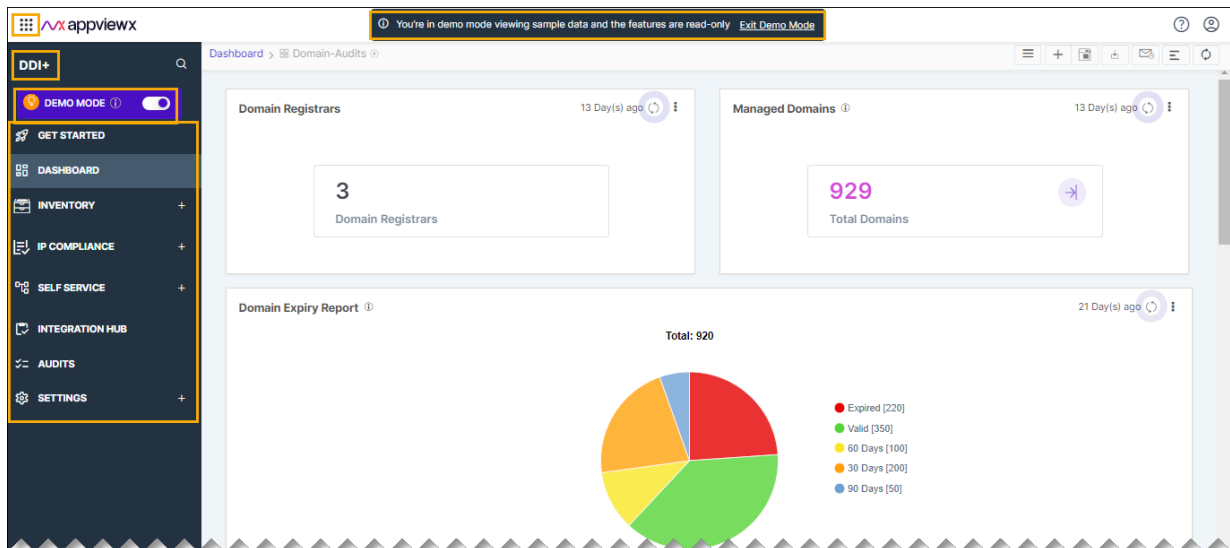 appviewx
You're in demo mode viewing sample data and the features are read-only Exit Demo Mode
DDI+
Dashboard > Domain-Audits
DEMO MODE
GET STARTED
DASHBOARD
INVENTORY +
IP COMPLIANCE +
SELF SERVICE +
INTEGRATION HUB
AUDITS
SETTINGS +
Domain Registrars 13 Day(s) ago
3
Domain Registrars
Managed Domains 13 Day(s) ago
929
Total Domains
Domain Expiry Report 21 Day(s) ago
Total: 920
Expired [220]
Valid [350]
60 Days [100]
30 Days [200]
90 Days [50]